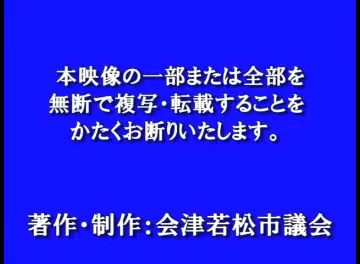 本映像の一部または全部を
無断で複写・転載することを
かたくお断りいたします。
著作・制作：会津若松市議会